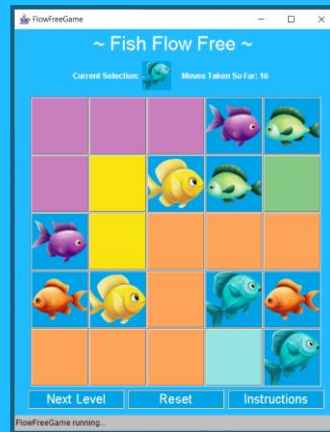 FlowFreeGame
~ Fish Flow Free ~
Current Selection:
Moves Taken So Far: 16
Next Level
Reset
Instructions
FlowFreeGame running...